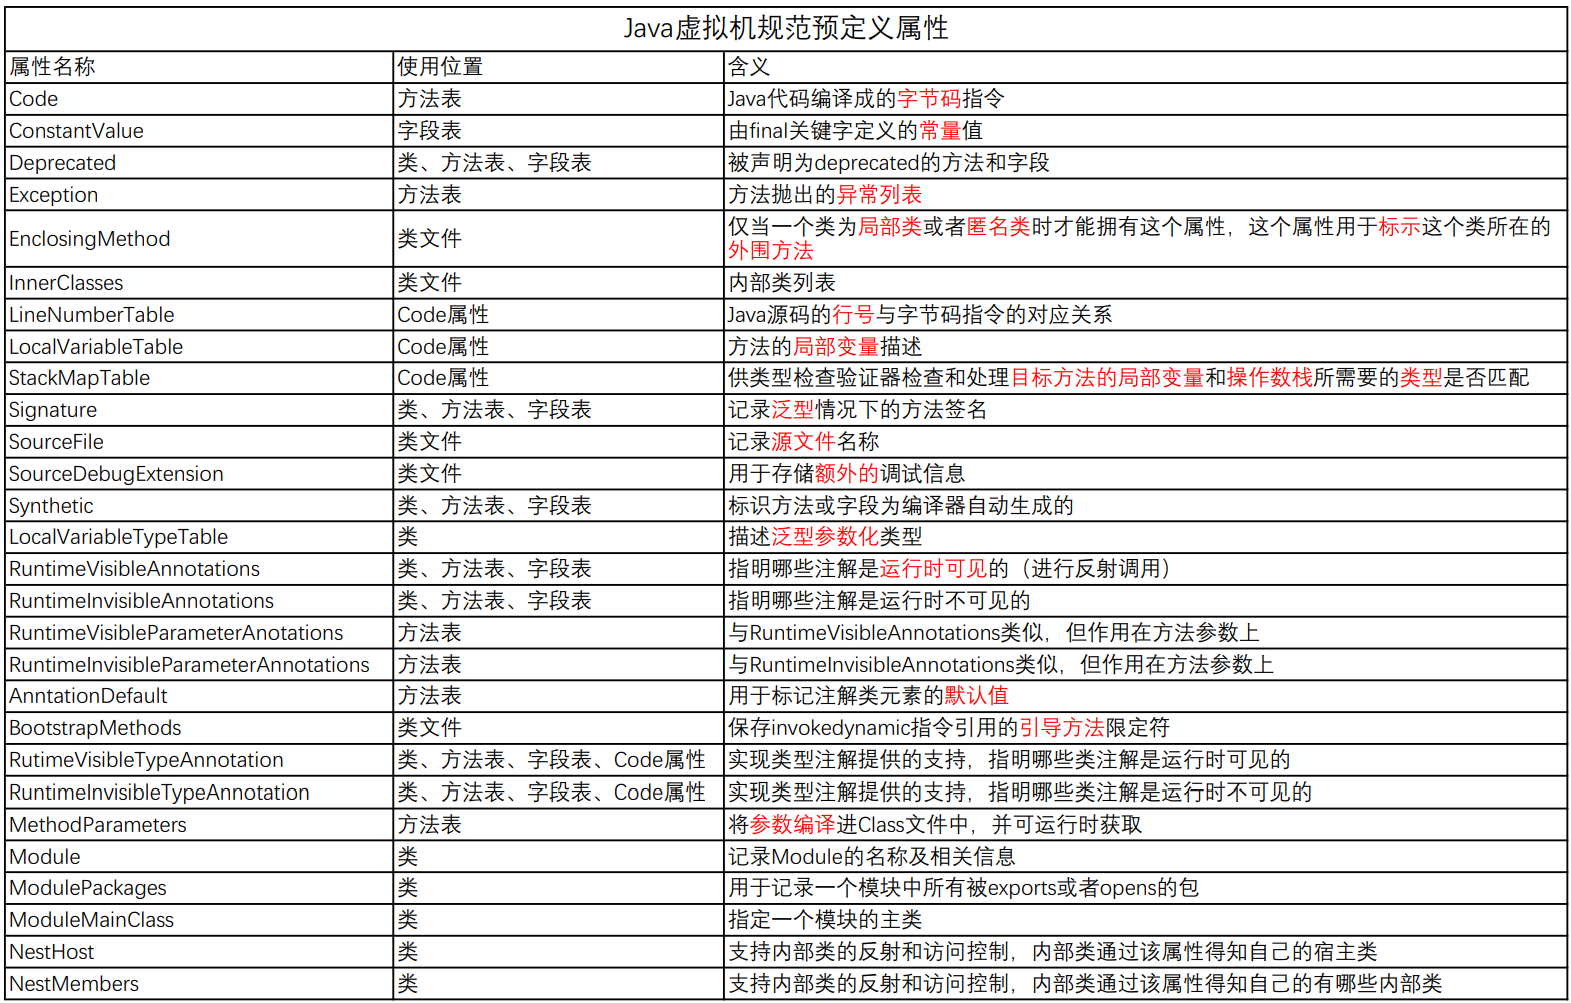 Java虚拟机规范预定义属性
属性名称 使用位置 含义
Code 方法表 Java代码编译成的字节码指令
ConstantValue 字段表 由final关键字定义的常量值
Deprecated 类、方法表、字段表 被声明为deprecated的方法和字段
Exception 方法表 方法抛出的异常列表
EnclosingMethod 类文件 仅当一个类为局部类或者匿名类时才能拥有这个属性，这个属性用于标示这个类所在的
外围方法
InnerClasses 类文件 内部类列表
LineNumberTable Code属性 Java源码的行号与字节码指令的对应关系
LocalVariableTable Code属性 方法的局部变量描述
StackMapTable Code属性 供类型检查验证器检查和处理目标方法的局部变量和操作数栈所需要的类型是否匹配
Signature 类、方法表、字段表 记录泛型情况下的方法签名
SourceFile 类文件 记录源文件名称
SourceDebugExtension 类文件 用于存储额外的调试信息
Synthetic 类、方法表、字段表 标识方法或字段为编译器自动生成的
LocalVariableTypeTable 类 描述泛型参数化类型
RuntimeVisibleAnnotations 类、方法表、字段表 指明哪些注解是运行时可见的（进行反射调用）
RuntimeInvisibleAnnotations 类、方法表、字段表 指明哪些注解是运行时不可见的
RuntimeVisibleParameterAnotations 方法表 与RuntimeVisibleAnnotations类似，但作用在方法参数上
RuntimeInvisibleParameterAnnotations 方法表 与RuntimeInvisibleAnnotations类似，但作用在方法参数上
AnntationDefault 方法表 用于标记注解类元素的默认值
BootstrapMethods 类文件 保存invokedynamic指令引用的引导方法限定符
RutimeVisibleTypeAnnotation 类、方法表、字段表、Code属性 实现类型注解提供的支持，指明哪些类注解是运行时可见的
RuntimeInvisibleTypeAnnotation 类、方法表、字段表、Code属性 实现类型注解提供的支持，指明哪些类注解是运行时不可见的
MethodParameters 方法表 将参数编译进Class文件中，并可运行时获取
Module 类 记录Module的名称及相关信息
ModulePackages 类 用于记录一个模块中所有被exports或者opens的包
ModuleMainClass 类 指定一个模块的主类
NestHost 类 支持内部类的反射和访问控制，内部类通过该属性得知自己的宿主类
NestMembers 类 支持内部类的反射和访问控制，内部类通过该属性得知自己的有哪些内部类